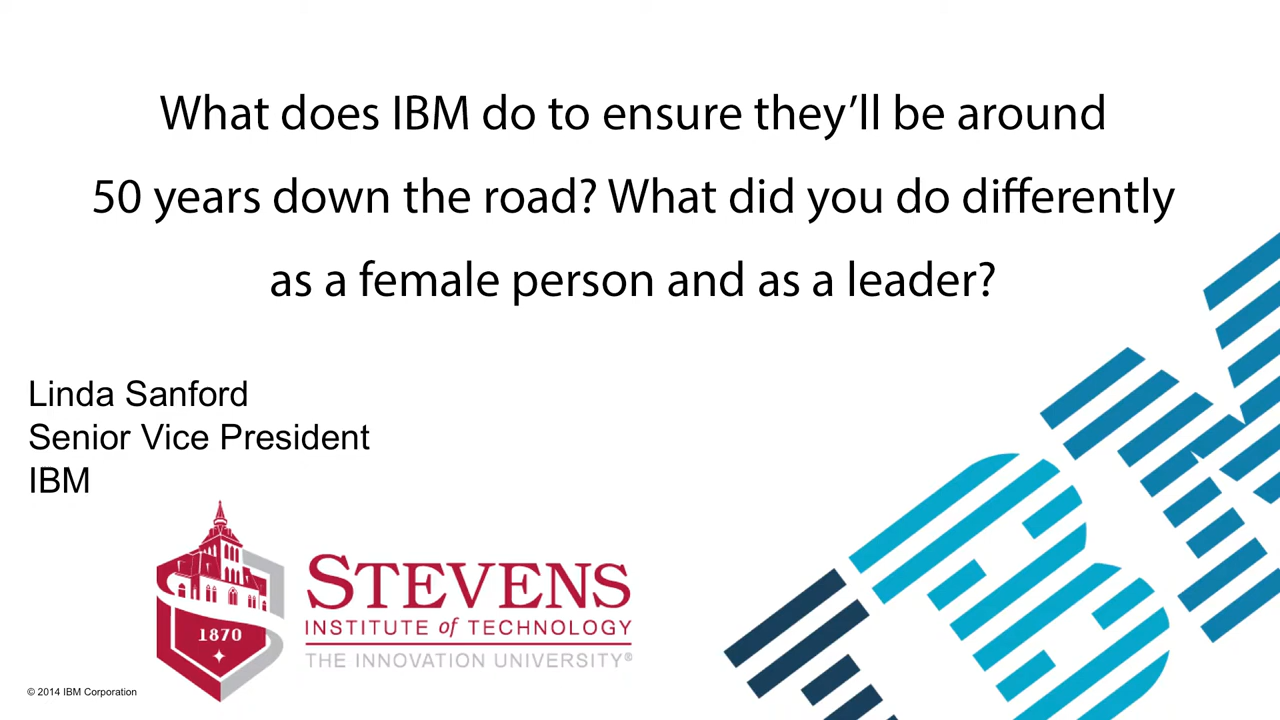 What does IBM do to ensure they’ll be around
50 years down the road? What did you do differently
as a female person and as a leader?
Linda Sanford
Senior Vice President
IBM
1870
STEVENS
INSTITUTE of TECHNOLOGY
THE INNOVATION UNIVERSITY®
© 2014 IBM Corporation
IBM